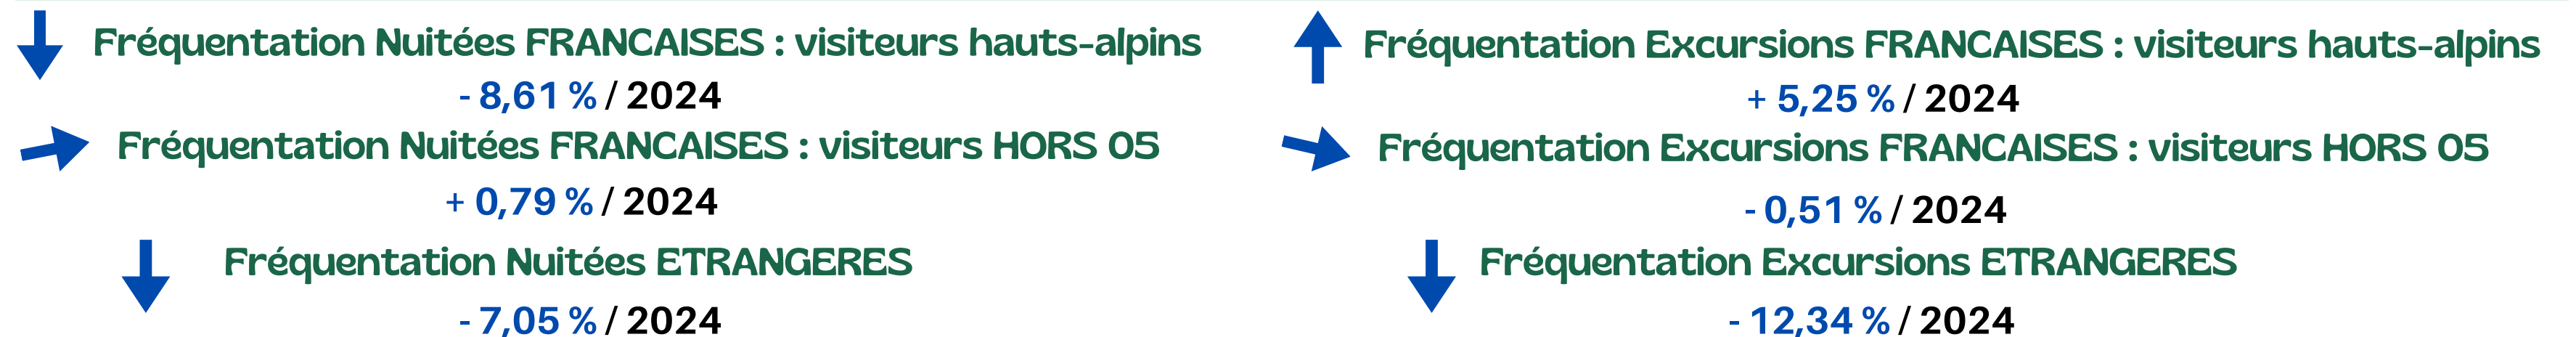 Fréquentation Nuitées FRANCAISES : visiteurs hauts-alpins
- 8,61 % / 2024
Fréquentation Nuitées FRANCAISES : visiteurs HORS 05
+ 0,79 % / 2024
Fréquentation Nuitées ETRANGERES
- 7,05 % / 2024
Fréquentation Excursions FRANCAISES : visiteurs hauts-alpins
+ 5,25 % / 2024
Fréquentation Excursions FRANCAISES : visiteurs HORS 05
- 0,51 % / 2024
Fréquentation Excursions ETRANGERES
- 12,34 % / 2024